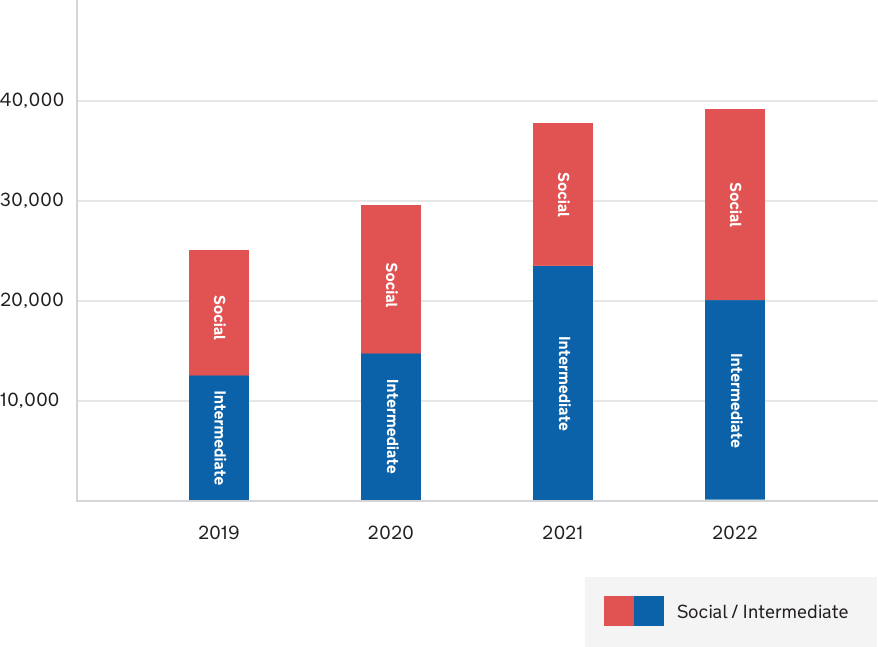 40,000
30,000
20,000
10,000
Social
Intermediate
Social
Intermediate
Social
Intermediate
Social
Intermediate
2019
2020
2021
2022
Social / Intermediate